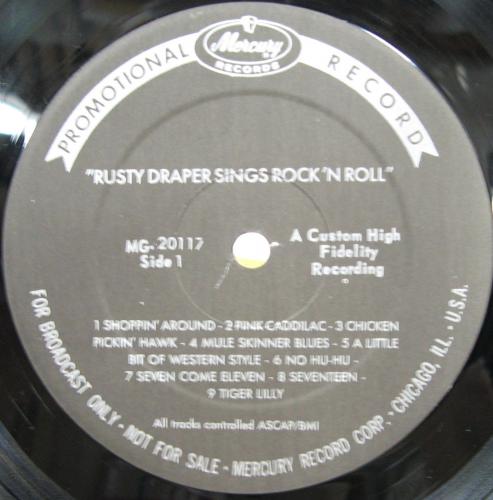 PROMOTIONAL RECORD
Mercury
RECORDS
"RUSTY DRAPER SINGS ROCK 'N ROLL"
MG-20117
Side 1
A Custom High
Fidelity
Recording
1 SHOPPIN' AROUND - 2 PINK CADDILAC - 3 CHICKEN
PICKIN' HAWK - 4 MULE SKINNER BLUES - 5 A LITTLE
BIT OF WESTERN STYLE - 6 NO HU-HU -
7 SEVEN COME ELEVEN - 8 SEVENTEEN -
9 TIGER LILLY
All tracks controlled ASCAP/BMI
FOR BROADCAST ONLY - NOT FOR SALE - MERCURY RECORD CORP. - CHICAGO, ILL. - U.S.A.